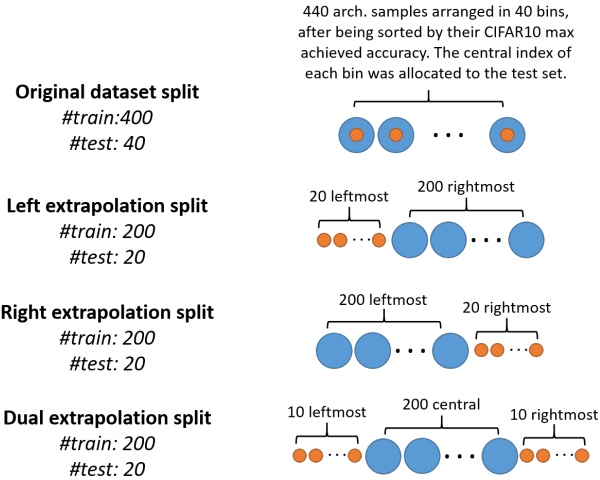 440 arch. samples arranged in 40 bins,
after being sorted by their CIFAR10 max
achieved accuracy. The central index of
each bin was allocated to the test set.
Original dataset split
#train:400
#test: 40
Left extrapolation split
#train: 200
#test: 20
20 leftmost
200 rightmost
Right extrapolation split
#train: 200
#test: 20
200 leftmost
20 rightmost
Dual extrapolation split
#train: 200
#test: 20
10 leftmost
200 central
10 rightmost